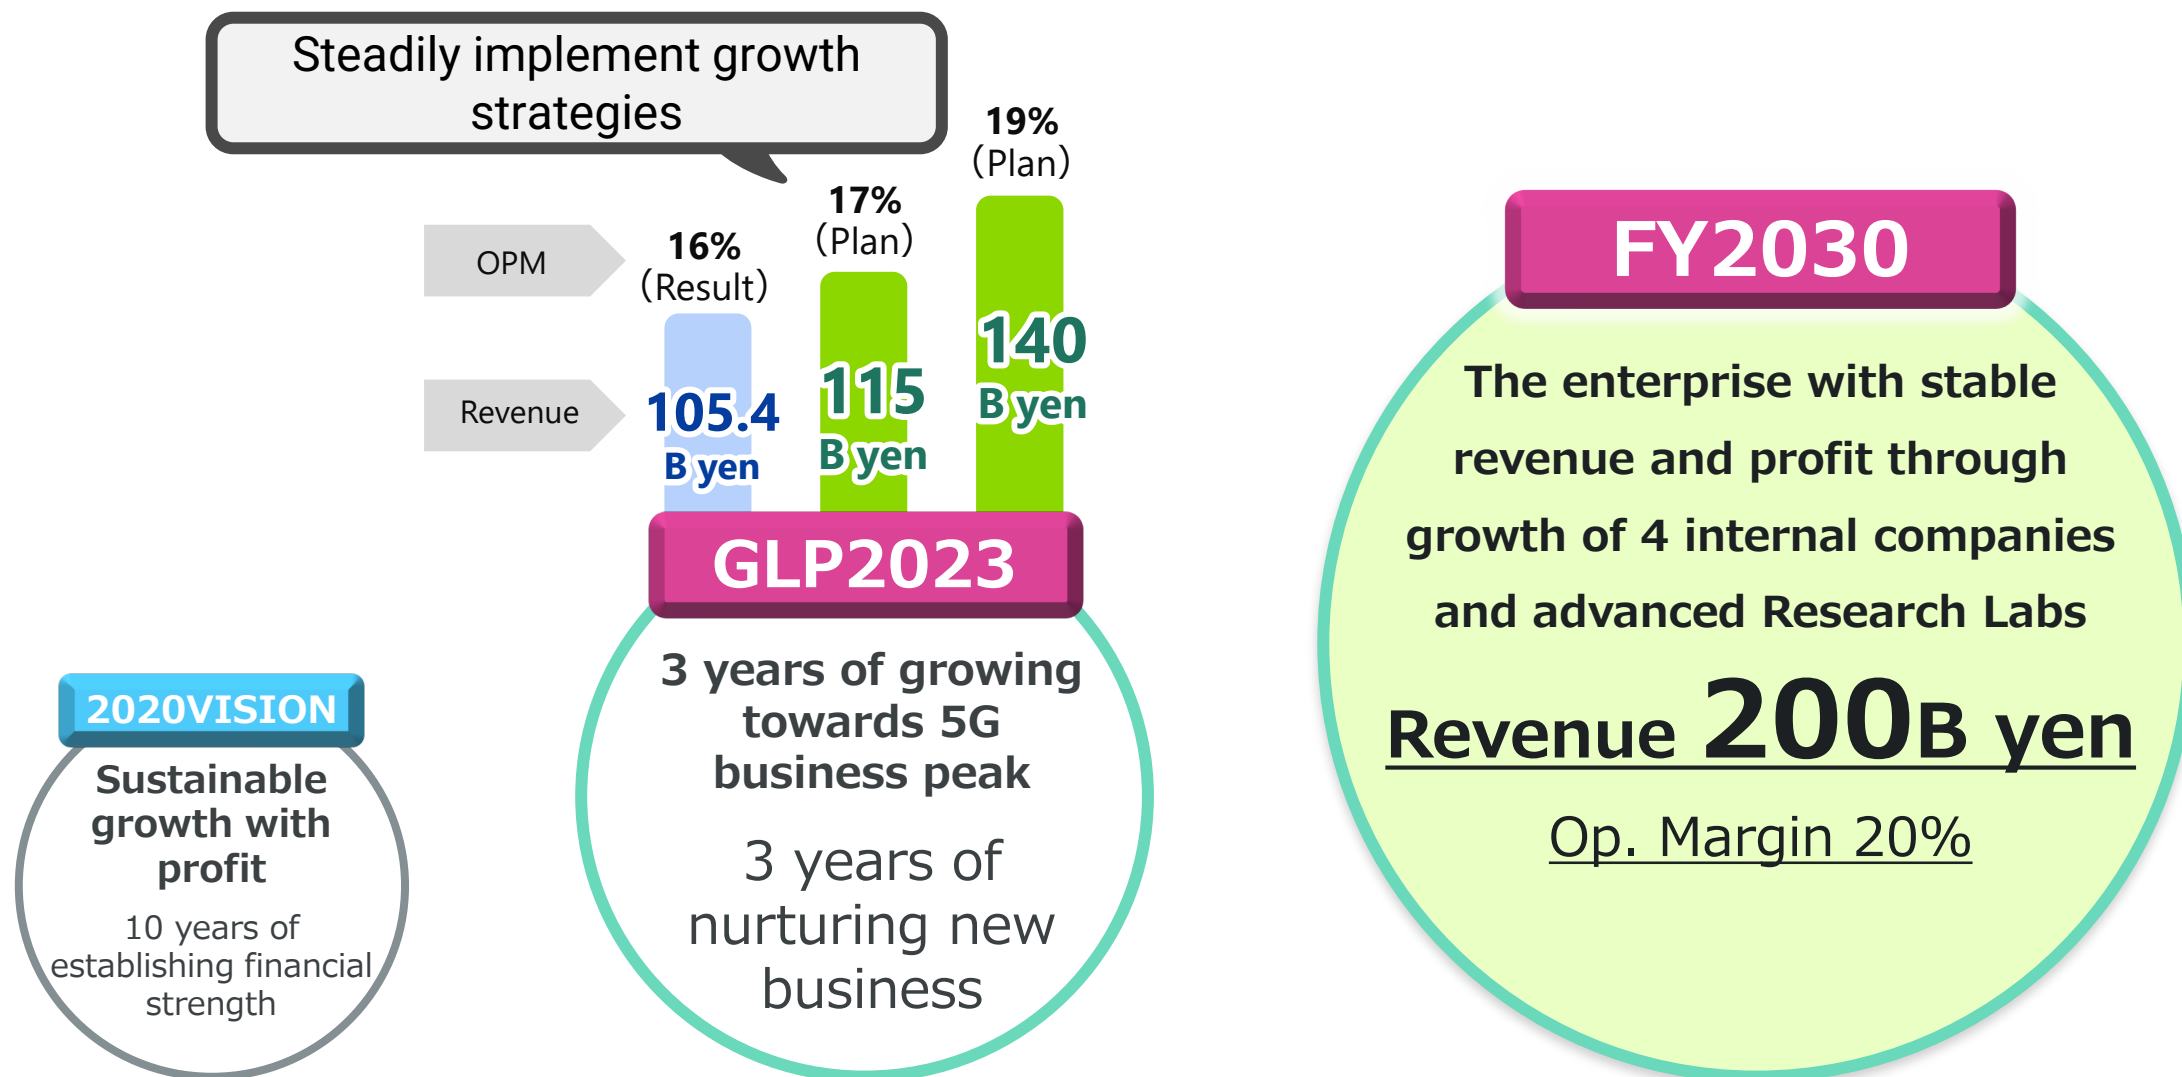 Steadily implement growth
strategies
OPM
Revenue
16%
(Result)
105.4
B yen
17%
(Plan)
115
B yen
19%
(Plan)
140
B yen
2020VISION
Sustainable
growth with
profit
10 years of
establishing financial
strength
GLP2023
3 years of growing
towards 5G
business peak
3 years of
nurturing new
business
FY2030
The enterprise with stable
revenue and profit through
growth of 4 internal companies
and advanced Research Labs
Revenue 200B yen
Op. Margin 20%